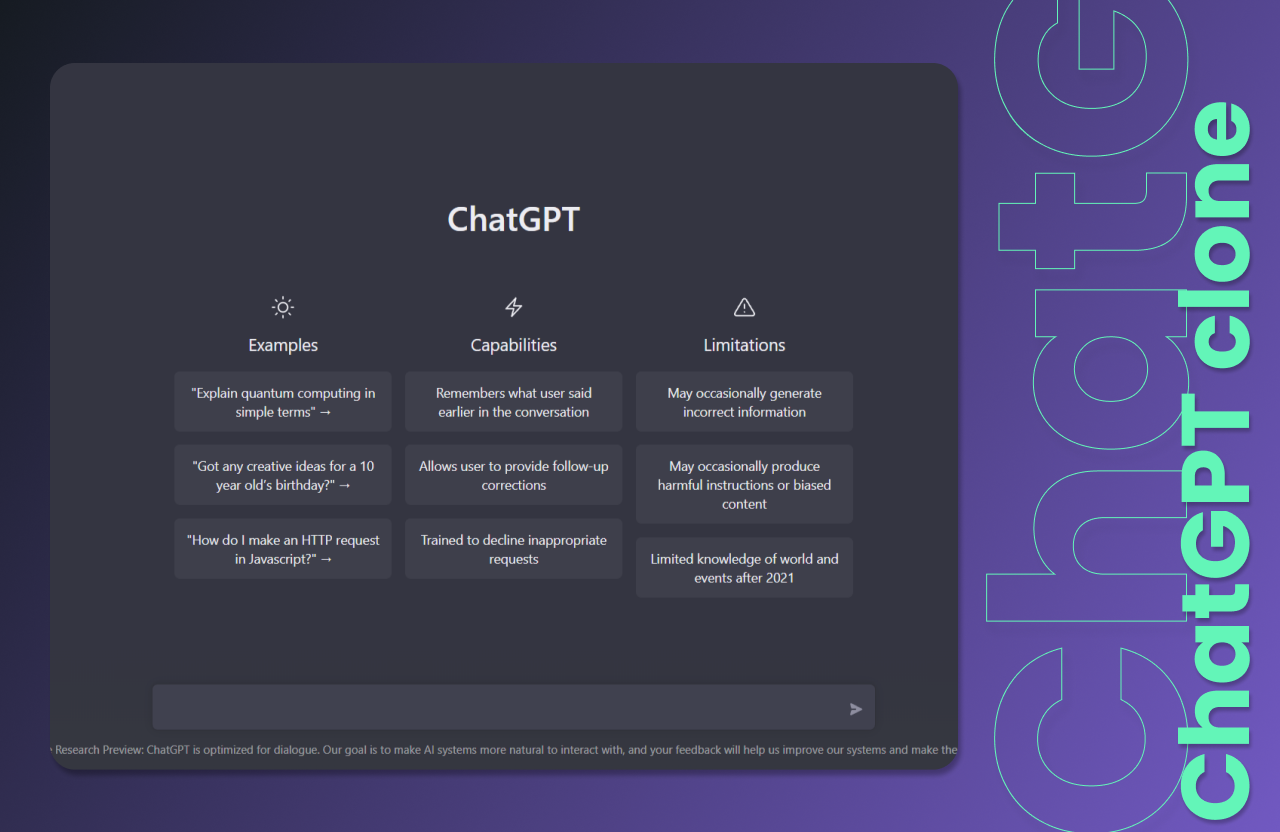 ChatGPT
Examples
"Explain quantum computing in
simple terms" →
"Got any creative ideas for a 10
year old's birthday?" →
"How do I make an HTTP request
in Javascript?" →
Capabilities
Remembers what user said
earlier in the conversation
Allows user to provide follow-up
corrections
Trained to decline inappropriate
requests
Limitations
May occasionally generate
incorrect information
May occasionally produce
harmful instructions or biased
content
Limited knowledge of world and
events after 2021
Research Preview: ChatGPT is optimized for dialogue. Our goal is to make AI systems more natural to interact with, and your feedback will help us improve our systems and make the
ChatG
chatGPT clone